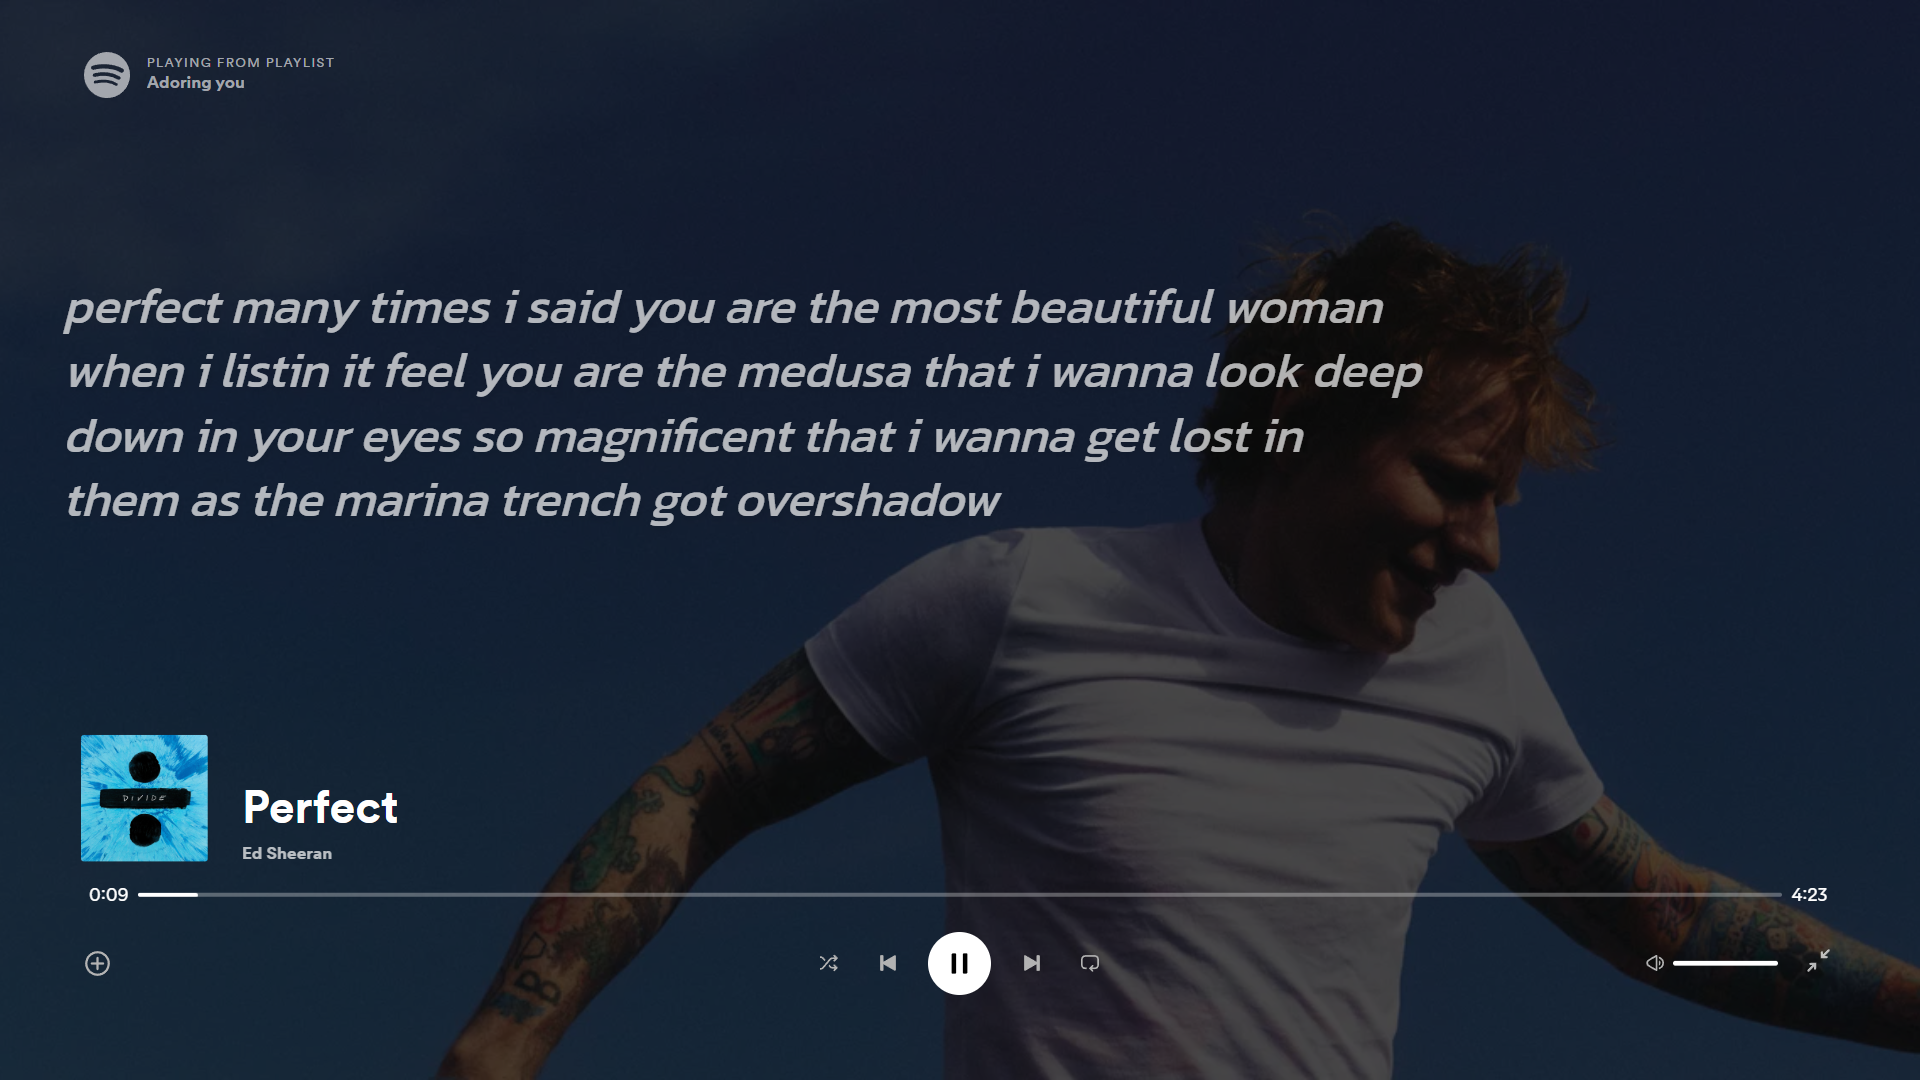 PLAYING FROM PLAYLIST
Adoring you
perfect many times i said you are the most beautiful woman
when i listin it feel you are the medusa that i wanna look deep
down in your eyes so magnificent that i wanna get lost in
them as the marina trench got overshadow
DIVIDE
Perfect
Ed Sheeran
0:09
4:23